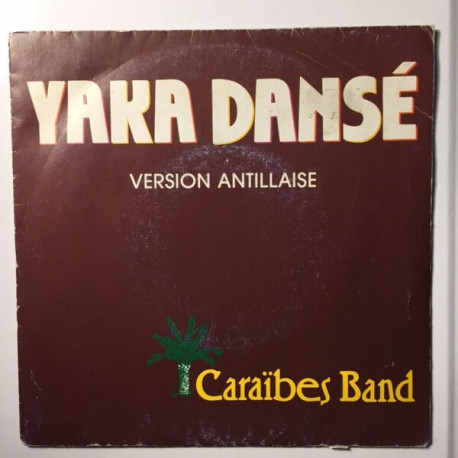 YAKA DANSÉ
VERSION ANTILLAISE
Caraïbes Band